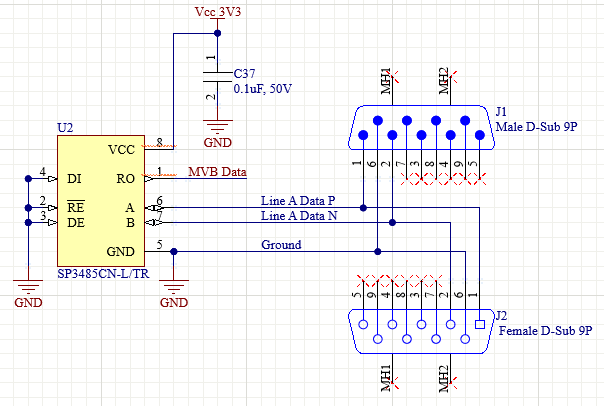 Vcc 3V3
1
C37
0.1uF, 50V
2
GND
U2
VCC
8
4
DI
RO
1
MVB Data
2
RE
A
6
Line A Data P
3
DE
B
7
Line A Data N
GND
5
Ground
SP3485CN-L/TR
GND
GND
MH1
MH2
J1
Male D-Sub 9P
1
6
2
7
3
8
4
9
5
5
9
4
8
3
7
2
6
1
J2
Female D-Sub 9P
MH1
MH2